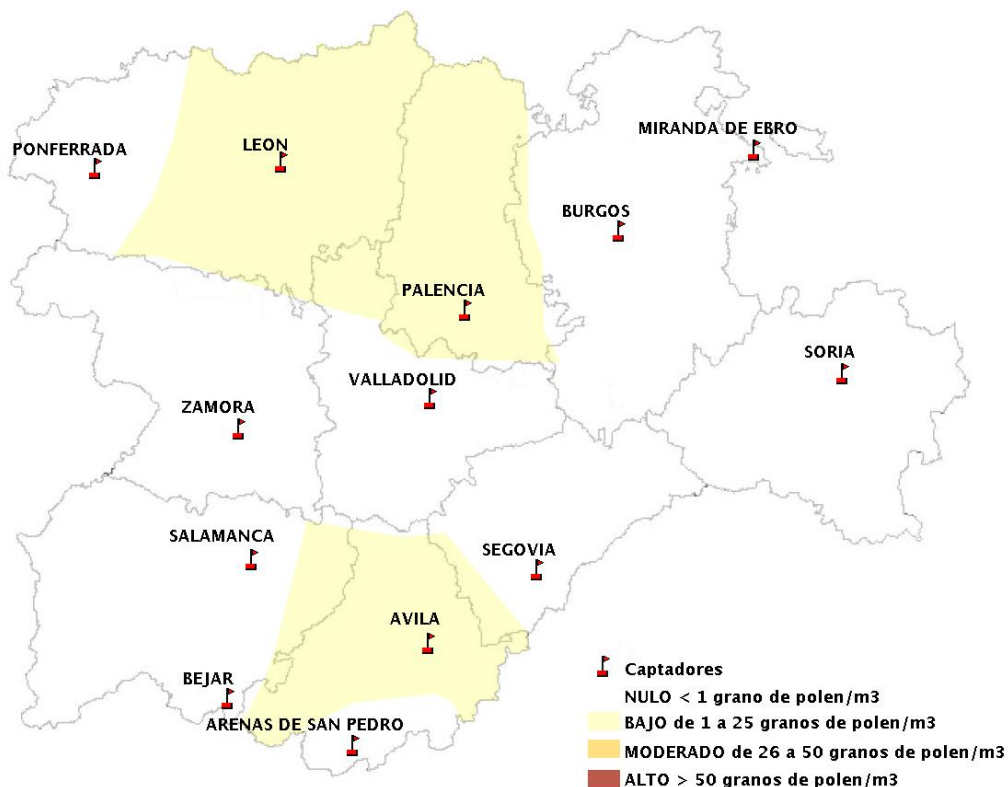 MIRANDA DE EBRO
PONFERRADA
LEON
BURGOS
PALENCIA
SORIA
VALLADOLID
ZAMORA
SALAMANCA
SEGOVIA
AVILA
BEJAR
ARENAS DE SAN PEDRO
Captadores
NULO < 1 grano de polen/m3
BAJO de 1 a 25 granos de polen/m3
MODERADO de 26 a 50 granos de polen/m3
ALTO > 50 granos de polen/m3